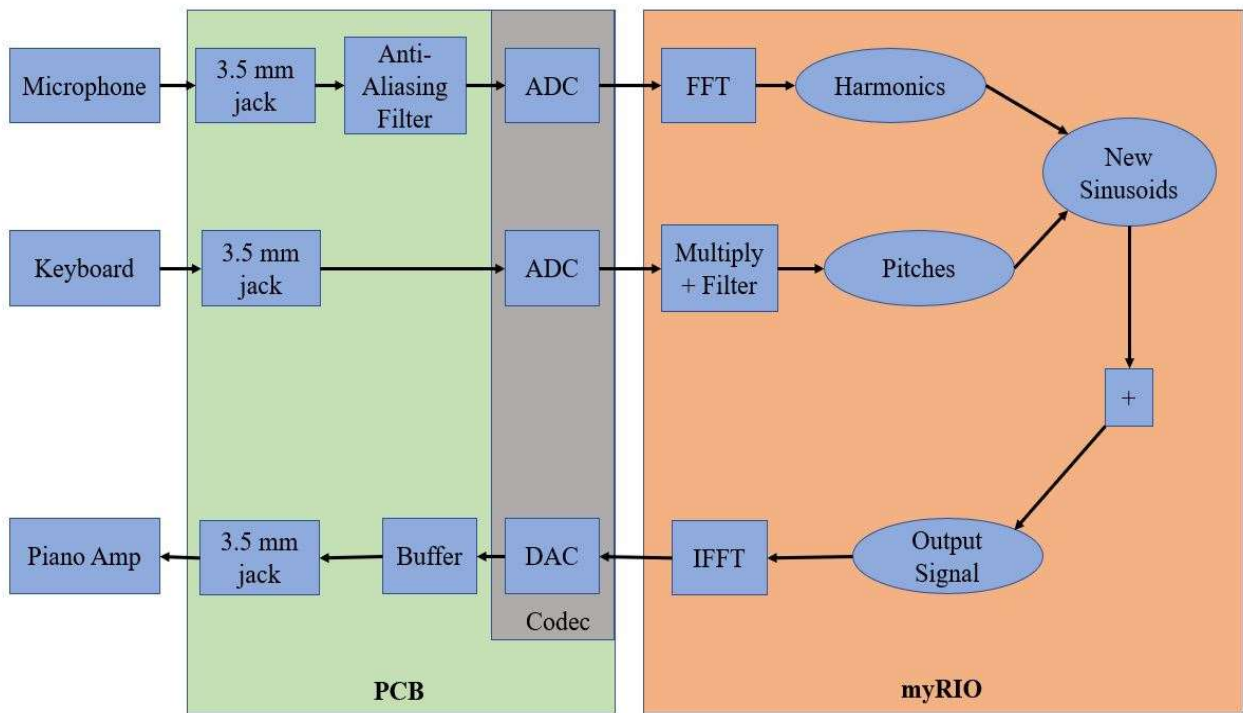 Microphone
3.5 mm
jack
Anti-
Aliasing
Filter
ADC
FFT
Harmonics
New
Sinusoids
Keyboard
3.5 mm
jack
ADC
Multiply
+ Filter
Pitches
+
Piano Amp
3.5 mm
jack
Buffer
DAC
IFFT
Output
Signal
Codec
PCB
myRIO